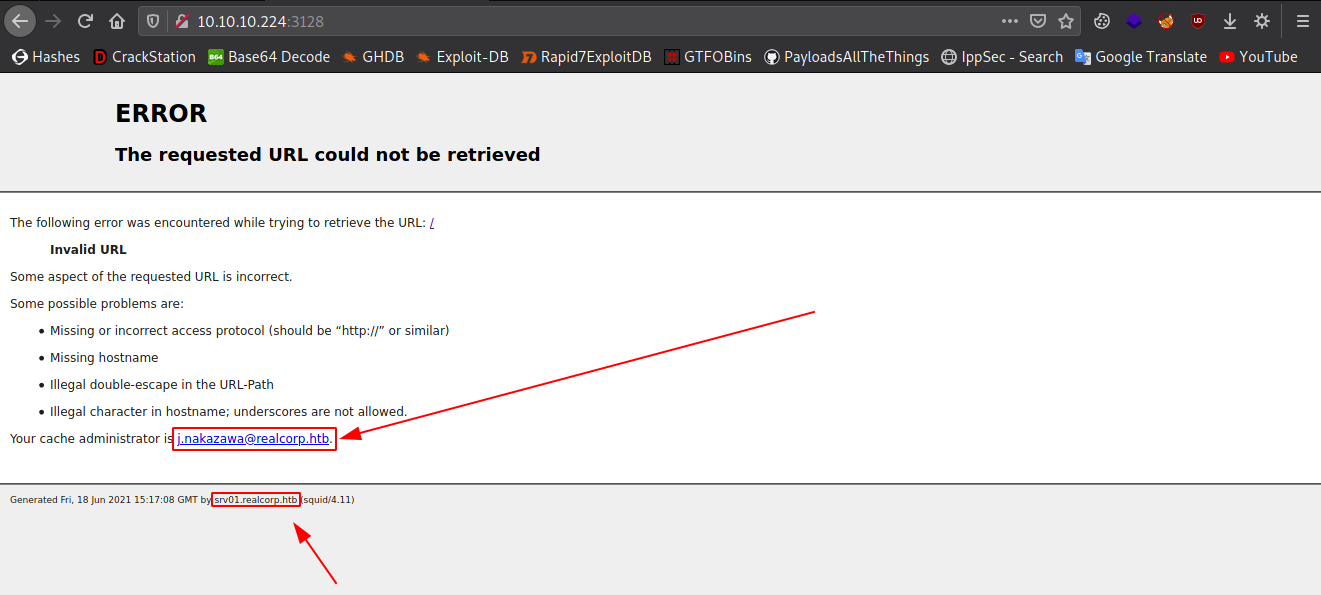 10.10.10.224:3128
Hashes CrackStation B64 Base64 Decode GHDB Exploit-DB Rapid7ExploitDB GTFOBins PayloadsAllTheThings IppSec - Search Google Translate YouTube
ERROR
The requested URL could not be retrieved
The following error was encountered while trying to retrieve the URL: /
Invalid URL
Some aspect of the requested URL is incorrect.
Some possible problems are:
• Missing or incorrect access protocol (should be “http://” or similar)
• Missing hostname
• Illegal double-escape in the URL-Path
• Illegal character in hostname; underscores are not allowed.
Your cache administrator is j.nakazawa@realcorp.htb.
Generated Fri, 18 Jun 2021 15:17:08 GMT by srv01.realcorp.htb (squid/4.11)